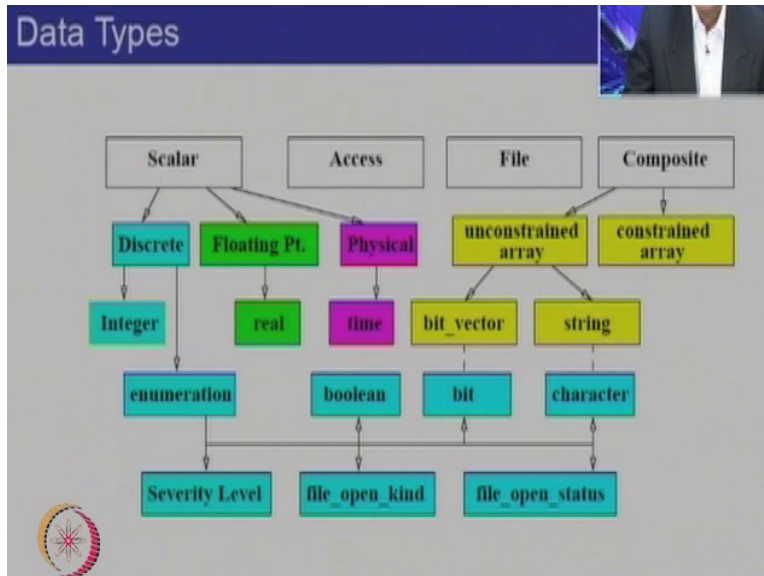 Data Types
Scalar
Access
File
Composite
Discrete
Floating Pt.
Physical
unconstrained
array
constrained
array
Integer
real
time
bit_vector
string
enumeration
boolean
bit
character
Severity Level
file_open_kind
file_open_status